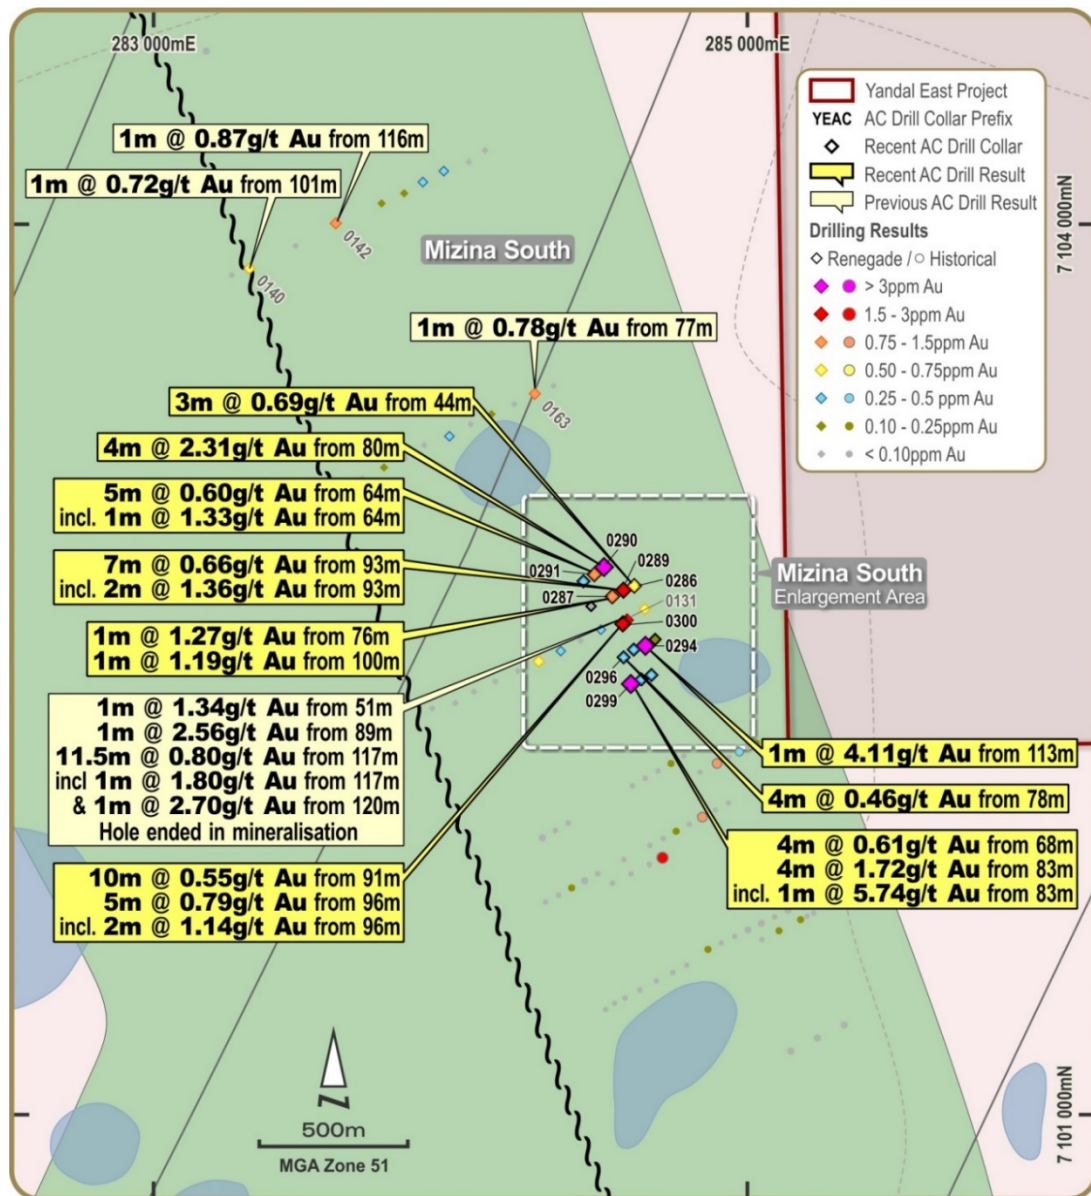 283 000mE
285 000mE
Yandal East Project
YEAC AC Drill Collar Prefix
Recent AC Drill Collar
Recent AC Drill Result
Previous AC Drill Result
Drilling Results
Renegade / Historical
> 3ppm Au
1.5 - 3ppm Au
0.75 - 1.5ppm Au
0.50 - 0.75ppm Au
0.25 - 0.5 ppm Au
0.10 - 0.25ppm Au
< 0.10ppm Au
7 104 000mN
1m @ 0.87g/t Au from 116m
1m @ 0.72g/t Au from 101m
0142
0140
Mizina South
1m @ 0.78g/t Au from 77m
0163
3m @ 0.69g/t Au from 44m
4m @ 2.31g/t Au from 80m
5m @ 0.60g/t Au from 64m
incl. 1m @ 1.33g/t Au from 64m
7m @ 0.66g/t Au from 93m
incl. 2m @ 1.36g/t Au from 93m
1m @ 1.27g/t Au from 76m
1m @ 1.19g/t Au from 100m
1m @ 1.34g/t Au from 51m
1m @ 2.56g/t Au from 89m
11.5m @ 0.80g/t Au from 117m
incl 1m @ 1.80g/t Au from 117m
& 1m @ 2.70g/t Au from 120m
Hole ended in mineralisation
10m @ 0.55g/t Au from 91m
5m @ 0.79g/t Au from 96m
incl. 2m @ 1.14g/t Au from 96m
0290
0289
0291
0286
0287
0131
0300
0294
0296
0299
Mizina South
Enlargement Area
1m @ 4.11g/t Au from 113m
4m @ 0.46g/t Au from 78m
4m @ 0.61g/t Au from 68m
4m @ 1.72g/t Au from 83m
incl. 1m @ 5.74g/t Au from 83m
N
500m
MGA Zone 51
7 101 000mN